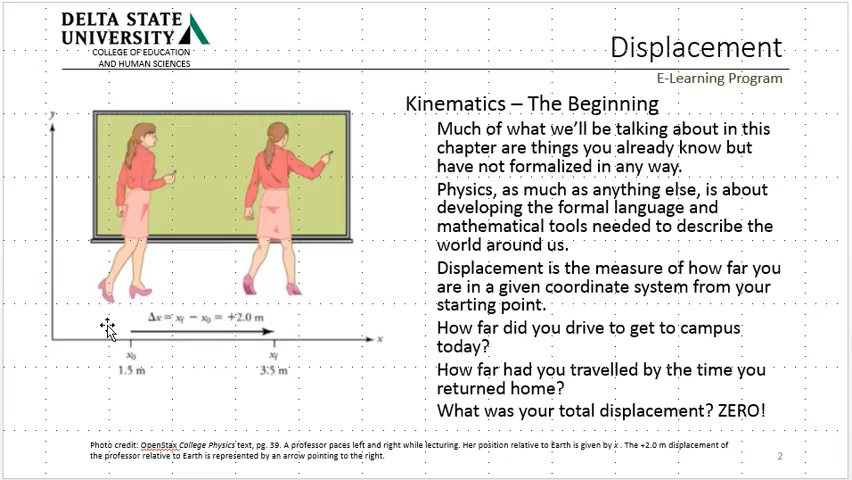 DELTA STATE
UNIVERSITY
COLLEGE OF EDUCATION
AND HUMAN SCIENCES
Displacement
E-Learning Program
y
Δx = xf − x0 = +2.0 m
x
x0
xf
1.5 m
3.5 m
Kinematics – The Beginning
Much of what we'll be talking about in this
chapter are things you already know but
have not formalized in any way.
Physics, as much as anything else, is about
developing the formal language and
mathematical tools needed to describe the
world around us.
Displacement is the measure of how far you
are in a given coordinate system from your
starting point.
How far did you drive to get to campus
today?
How far had you travelled by the time you
returned home?
What was your total displacement? ZERO!
Photo credit: OpenStax College Physics text, pg. 39. A professor paces left and right while lecturing. Her position relative to Earth is given by x . The +2.0 m displacement of
the professor relative to Earth is represented by an arrow pointing to the right.
2